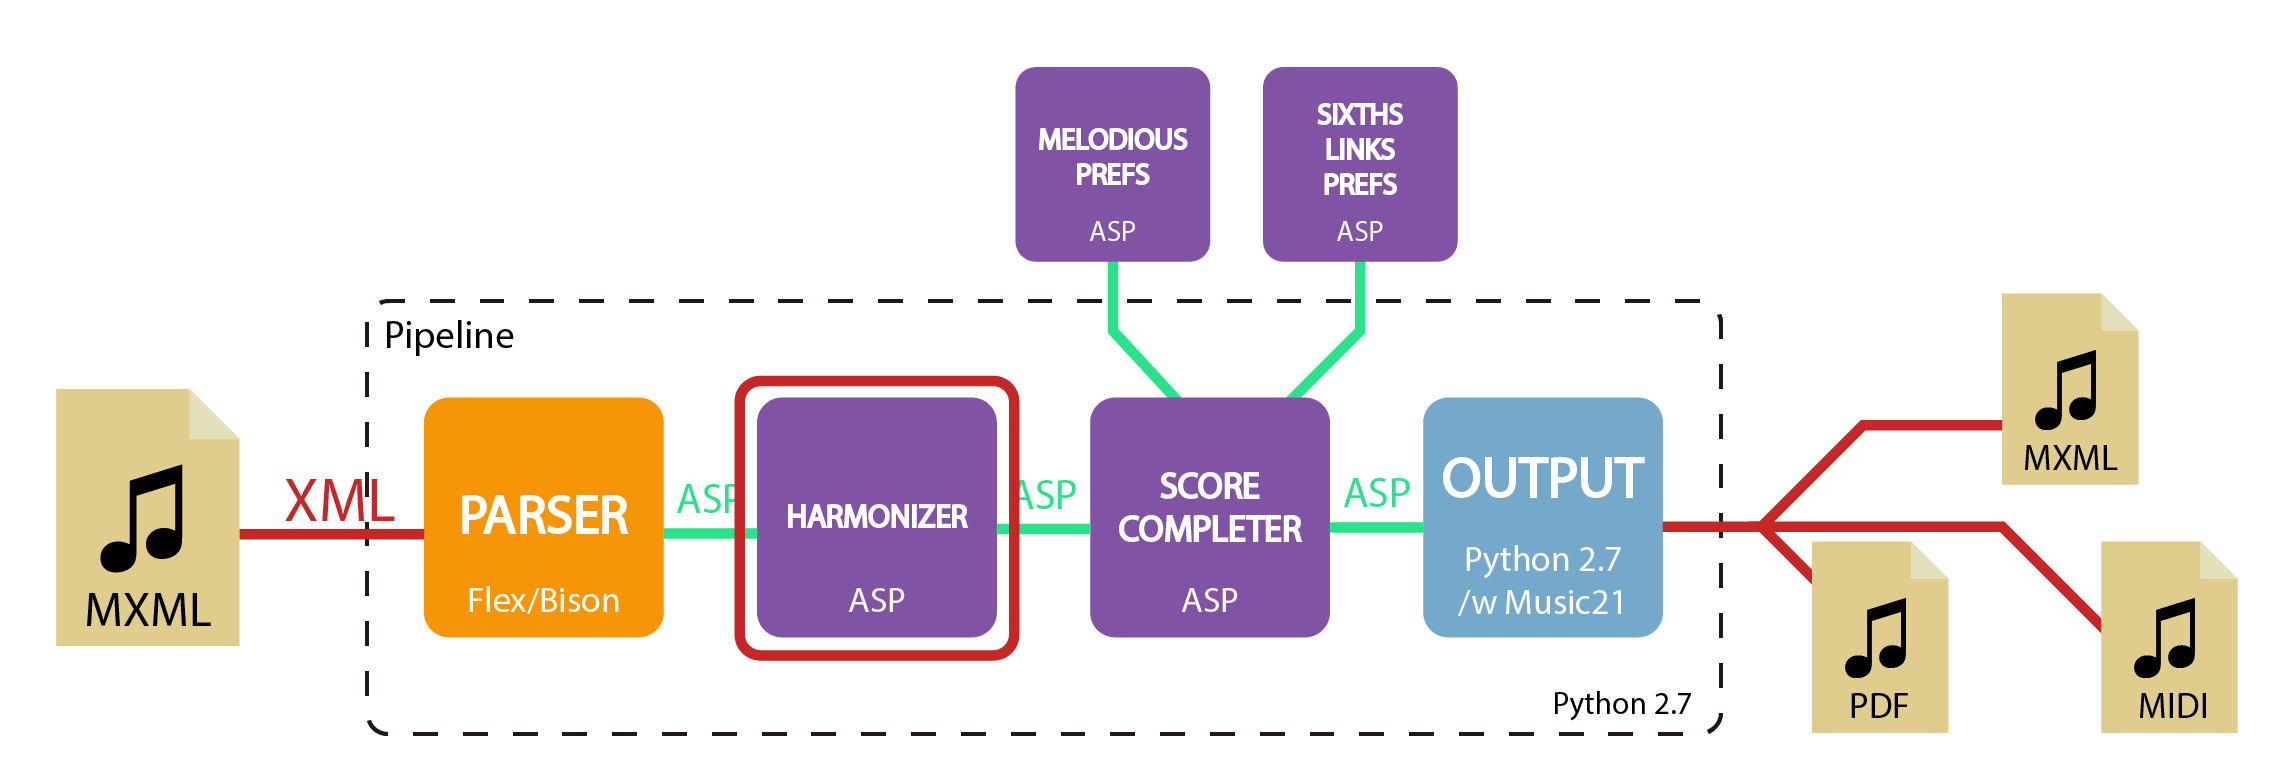 MELODIOUS
PREFS
ASP
SIXTHS
LINKS
PREFS
ASP
Pipeline
MXML
XML
PARSER
Flex/Bison
ASP
HARMONIZER
ASP
ASP
SCORE
COMPLETER
ASP
ASP
OUTPUT
Python 2.7
/w Music21
Python 2.7
MXML
PDF
MIDI